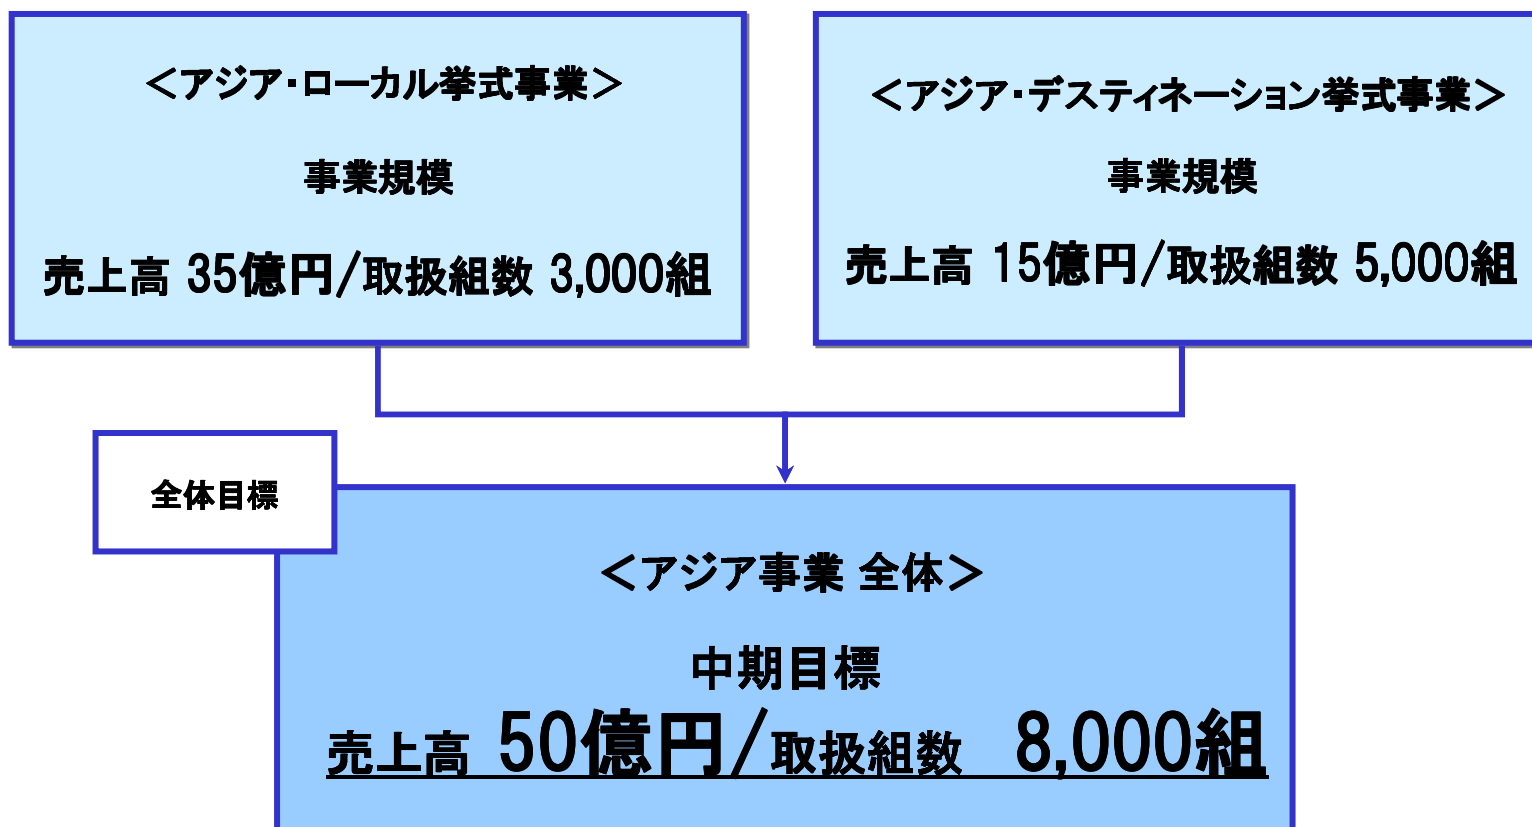 ＜アジア・ローカル挙式事業＞
事業規模
売上高 35億円/取扱組数 3,000組
＜アジア・デスティネーション挙式事業＞
事業規模
売上高 15億円/取扱組数 5,000組
全体目標
＜アジア事業 全体＞
中期目標
売上高 50億円/取扱組数　8,000組